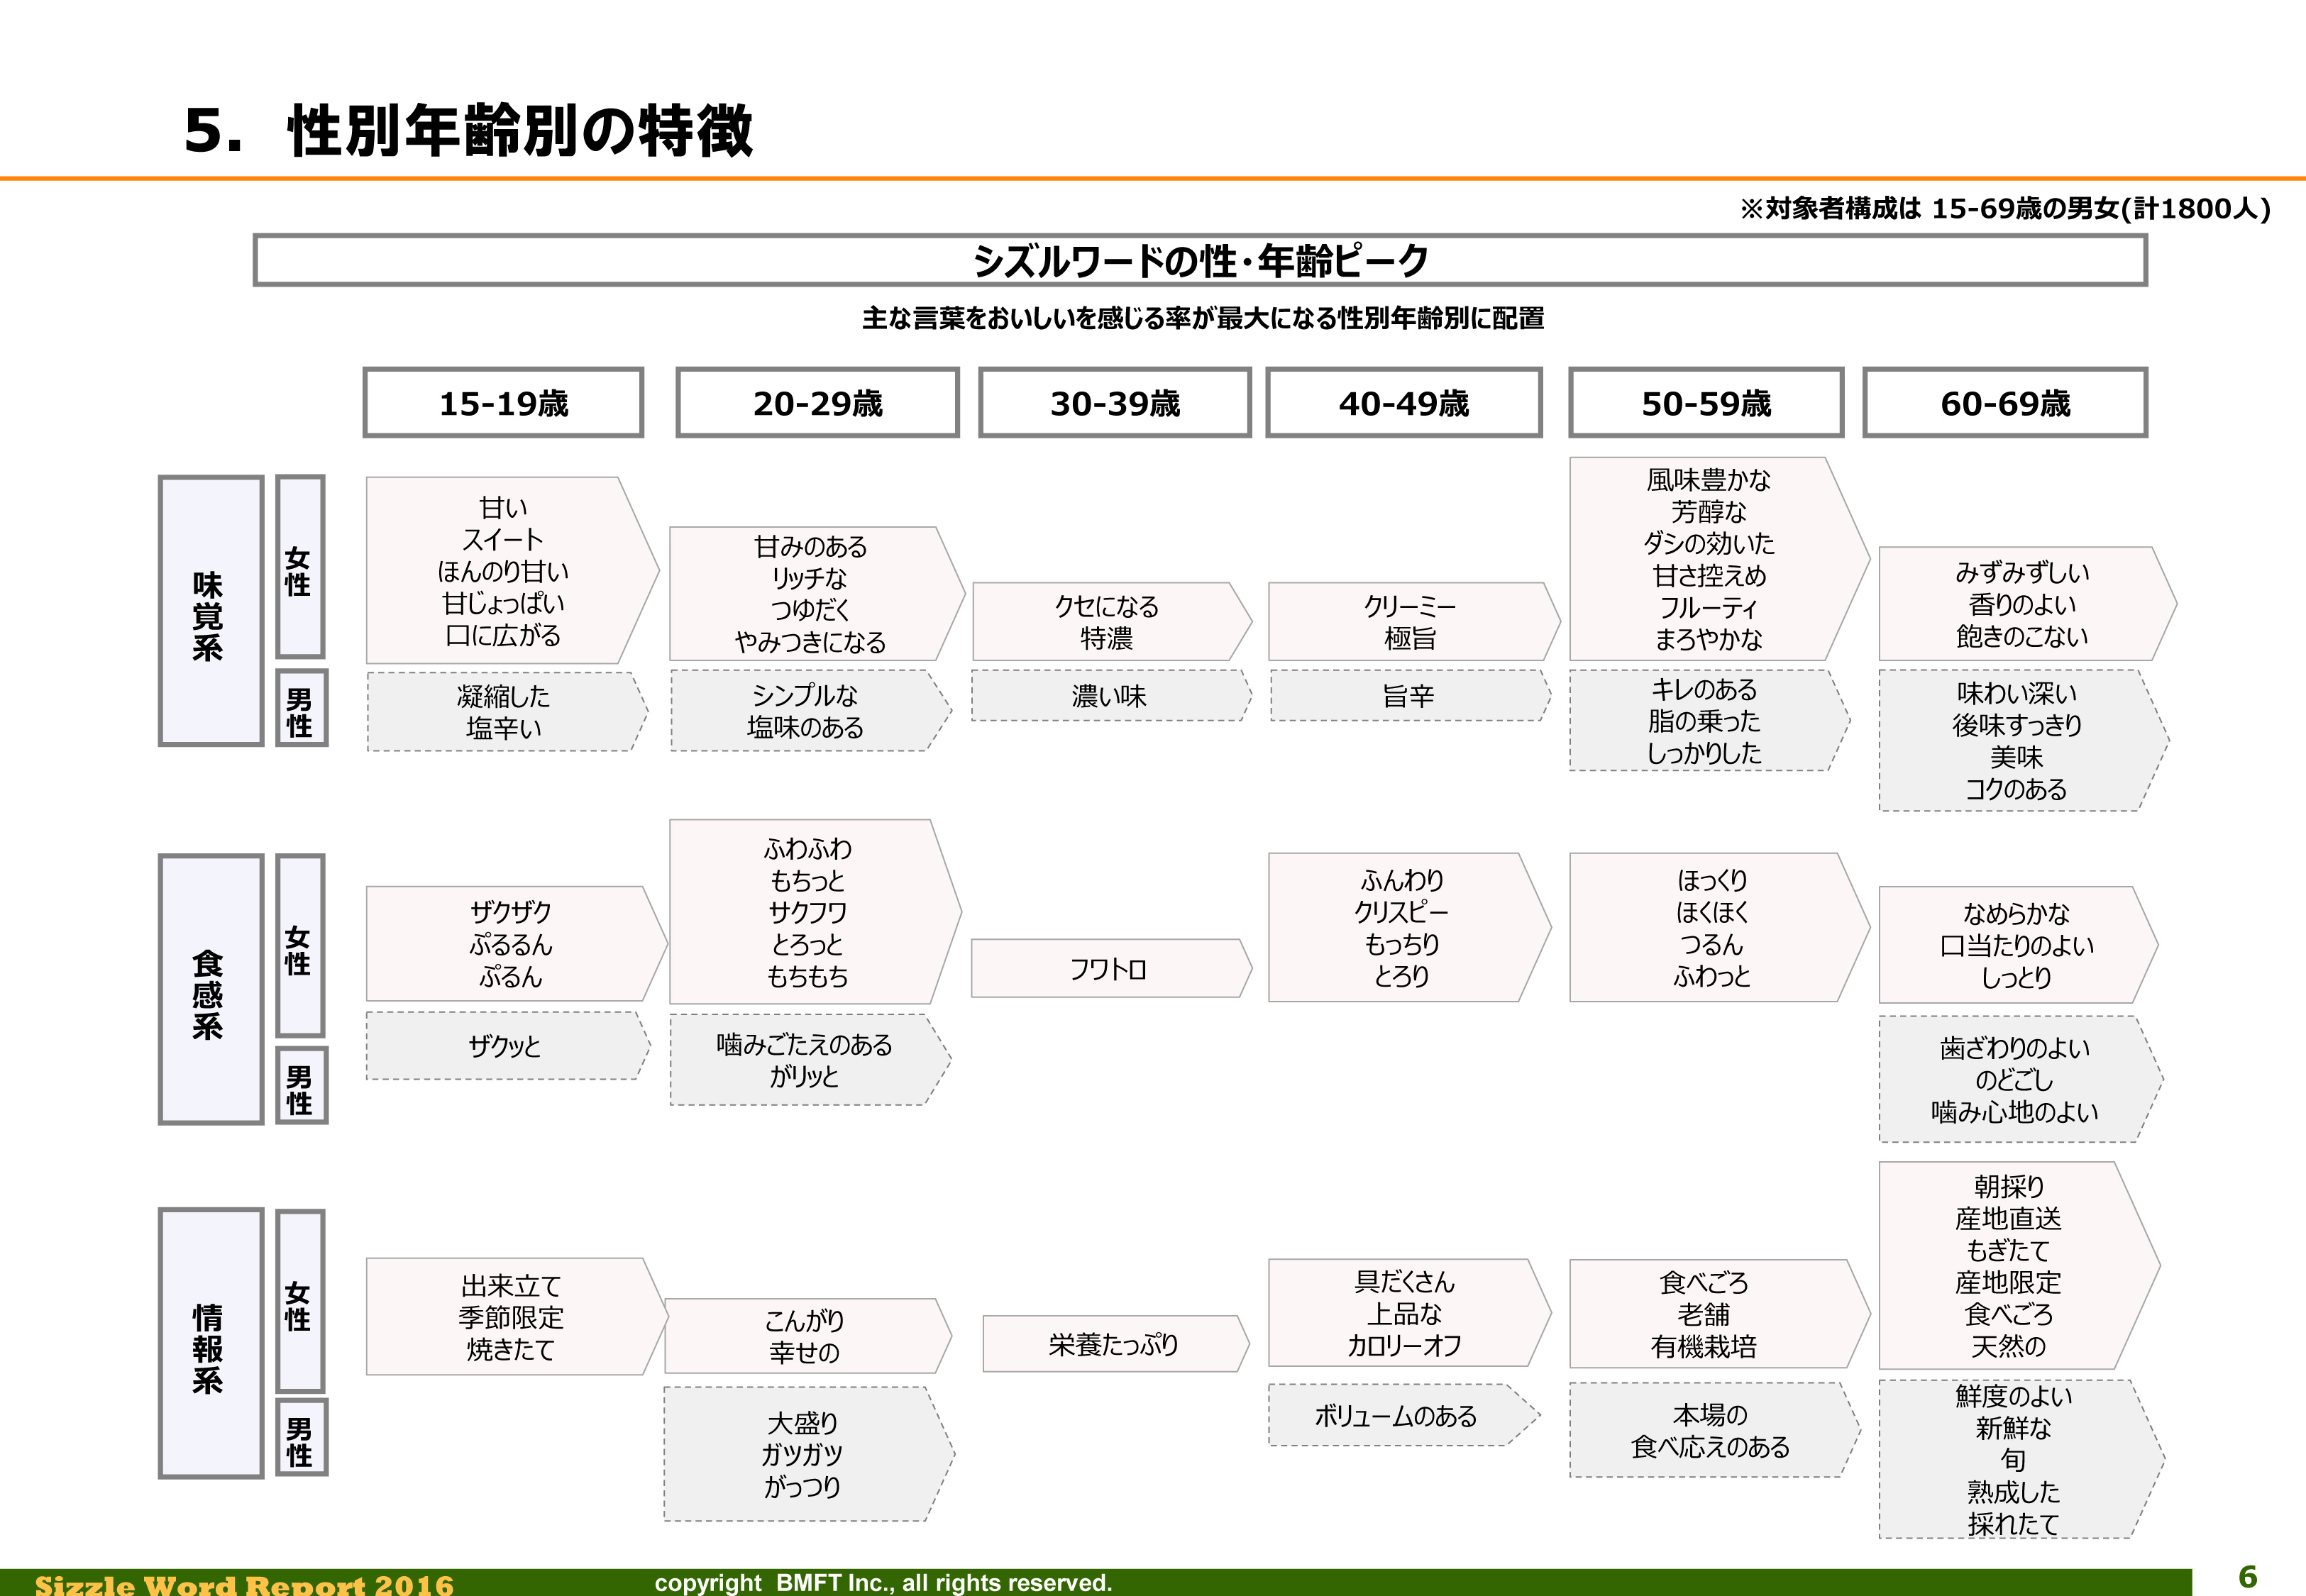 5. 性別年齢別の特徴
※対象者構成は 15-69歳の男女(計1800人)
シズルワードの性・年齢ピーク
主な言葉をおいしいを感じる率が最大になる性別年齢別に配置
15-19歳
20-29歳
30-39歳
40-49歳
50-59歳
60-69歳
味覚系
女性
甘い
スイート
ほんのり甘い
甘じょっぱい
口に広がる
甘みのある
リッチな
つゆだく
やみつきになる
クセになる
特濃
クリーミー
極旨
風味豊かな
芳醇な
ダシの効いた
甘さ控えめ
フルーティ
まろやかな
みずみずしい
香りのよい
飽きのこない
男性
凝縮した
塩辛い
シンプルな
塩味のある
濃い味
旨辛
キレのある
脂の乗った
しっかりした
味わい深い
後味すっきり
美味
コクのある
食感系
女性
ザクザク
ぷるるん
ぷるん
ふわふわ
もちっと
サクフワ
とろっと
もちもち
フワトロ
ふんわり
クリスピー
もっちり
とろり
ほっくり
ほくほく
つるん
ふわっと
なめらかな
口当たりのよい
しっとり
男性
ザクッと
噛みごたえのある
がリッと
歯ざわりのよい
のどごし
噛み心地のよい
情報系
女性
出来立て
季節限定
焼きたて
こんがり
幸せの
栄養たっぷり
具だくさん
上品な
カロリーオフ
食べごろ
老舗
有機栽培
朝採り
産地直送
もぎたて
産地限定
食べごろ
天然の
男性
大盛り
ガツガツ
がっつり
ボリュームのある
本場の
食べ応えのある
鮮度のよい
新鮮な
旬
熟成した
採れたて
Sizzle Word Report 2016
copyright BMFT Inc., all rights reserved.
6